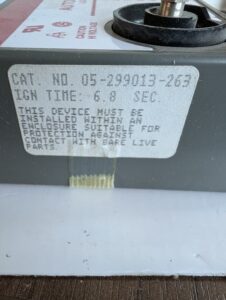 CAUTION
CAT. NO. 05-299013-263
IGN TIME: 6.8 SEC.
THIS DEVICE MUST BE
INSTALLED WITHIN AN
ENCLOSURE SUITABLE FOR
PROTECTION AGAINST
CONTACT WITH BARE LIVE
PARTS.